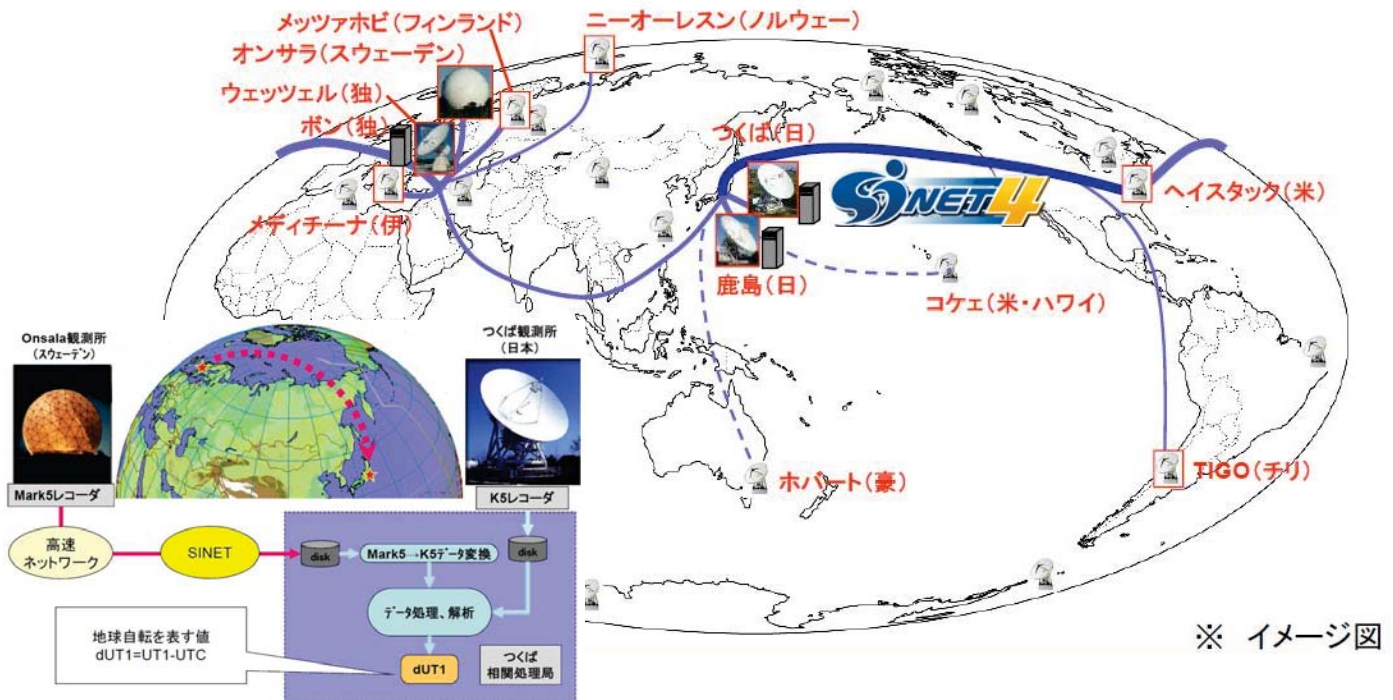 メッツァホビ(フィンランド)
ニーオーレスン(ノルウェー)
オンサラ(スウェーデン)
ウェッツェル(独)
ボン(独)
つくば(日)
SINET4
ヘイスタック(米)
メディチーナ(伊)
鹿島(日)
コケェ(米・ハワイ)
ホバート(豪)
TIGO(チリ)
Onsala観測所
(スウェーデン)
つくば観測所
(日本)
Mark5レコーダ
K5レコーダ
高速
ネットワーク
SINET
disk
Mark5→K5データ変換
disk
データ処理、解析
地球自転を表す値
dUT1=UT1-UTC
dUT1
つくば
相関処理局
※ イメージ図